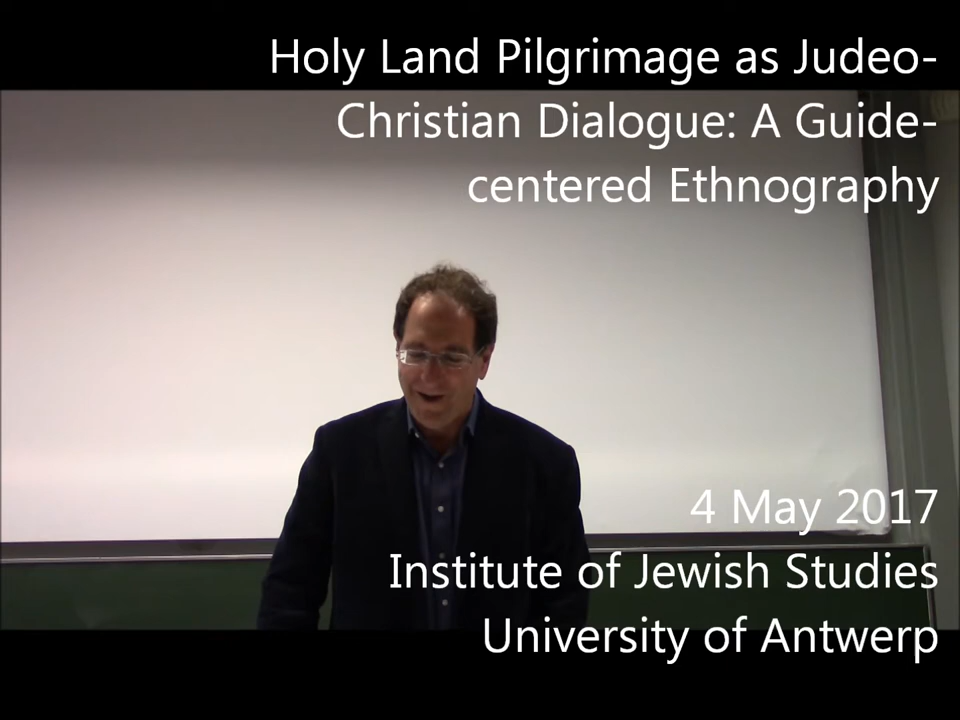 Holy Land Pilgrimage as Judeo-
Christian Dialogue: A Guide-
centered Ethnography
4 May 2017
Institute of Jewish Studies
University of Antwerp